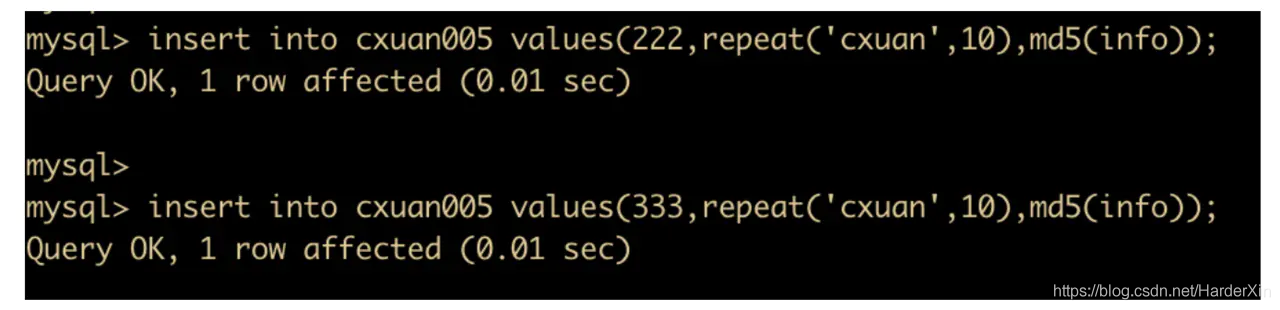 mysql> insert into cxuan005 values(222,repeat('cxuan',10),md5(info));
Query OK, 1 row affected (0.01 sec)
mysql>
mysql> insert into cxuan005 values(333,repeat('cxuan',10),md5(info));
Query OK, 1 row affected (0.01 sec)
https://blog.csdn.net/HarderXin